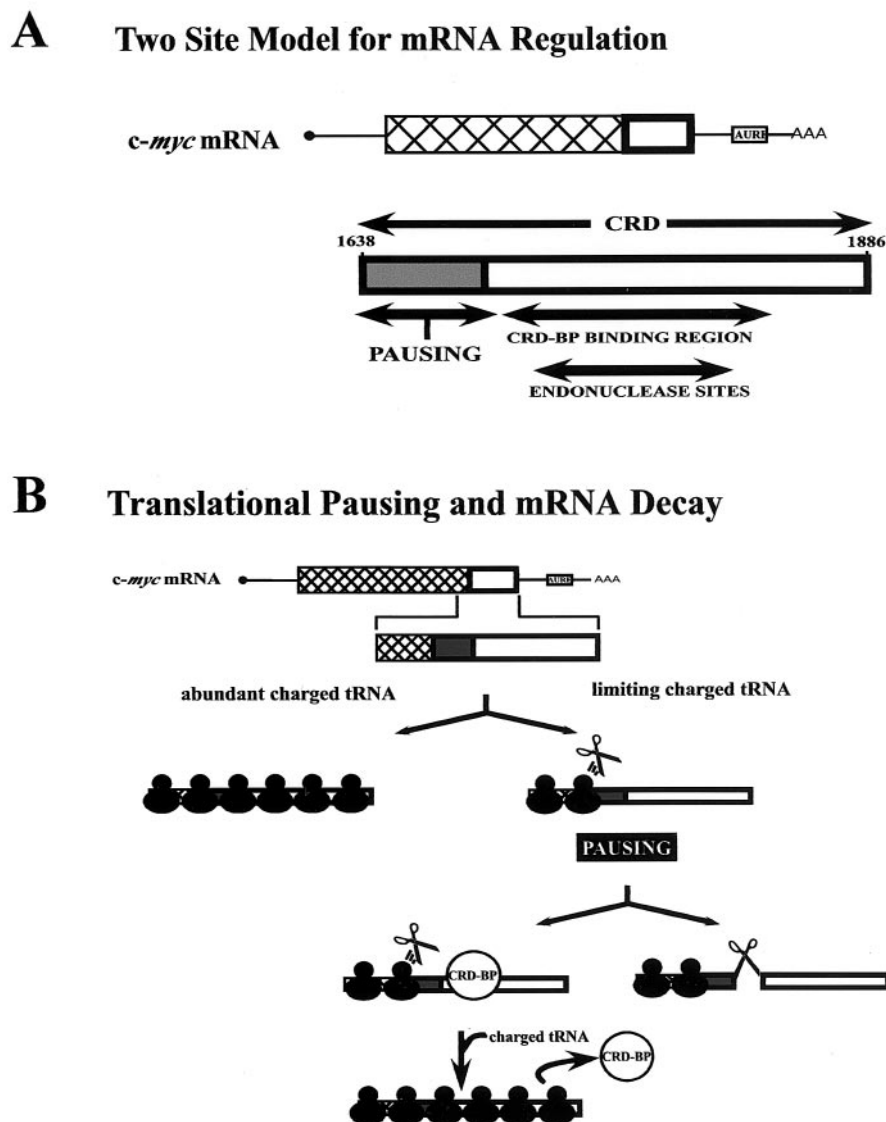 A Two Site Model for mRNA Regulation
c-myc mRNA
AURE
AAA
CRD
1638
1886
PAUSING
CRD-BP BINDING REGION
ENDONUCLEASE SITES
B Translational Pausing and mRNA Decay
c-myc mRNA
AURE
AAA
abundant charged tRNA
limiting charged tRNA
PAUSING
CRD-BP
charged tRNA
CRD-BP